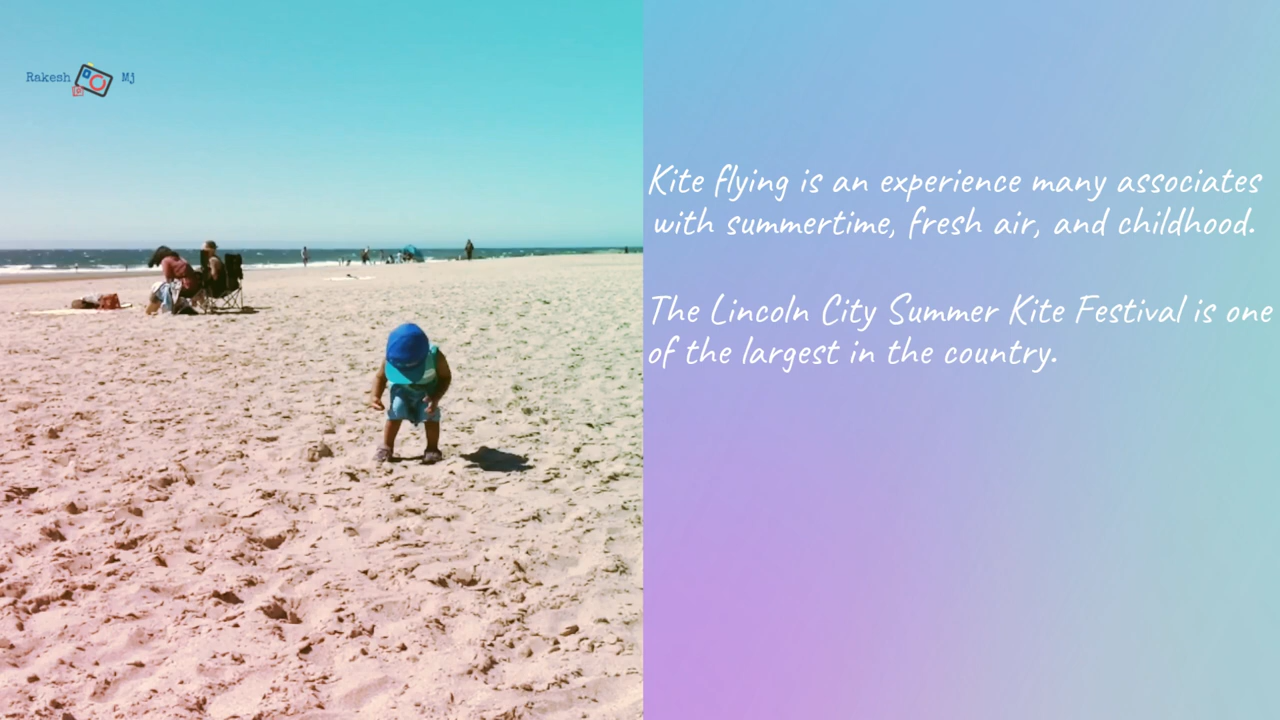 Rakesh Mj
Kite flying is an experience many associates
with summertime, fresh air, and childhood.
The Lincoln City Summer Kite Festival is one
of the largest in the country.